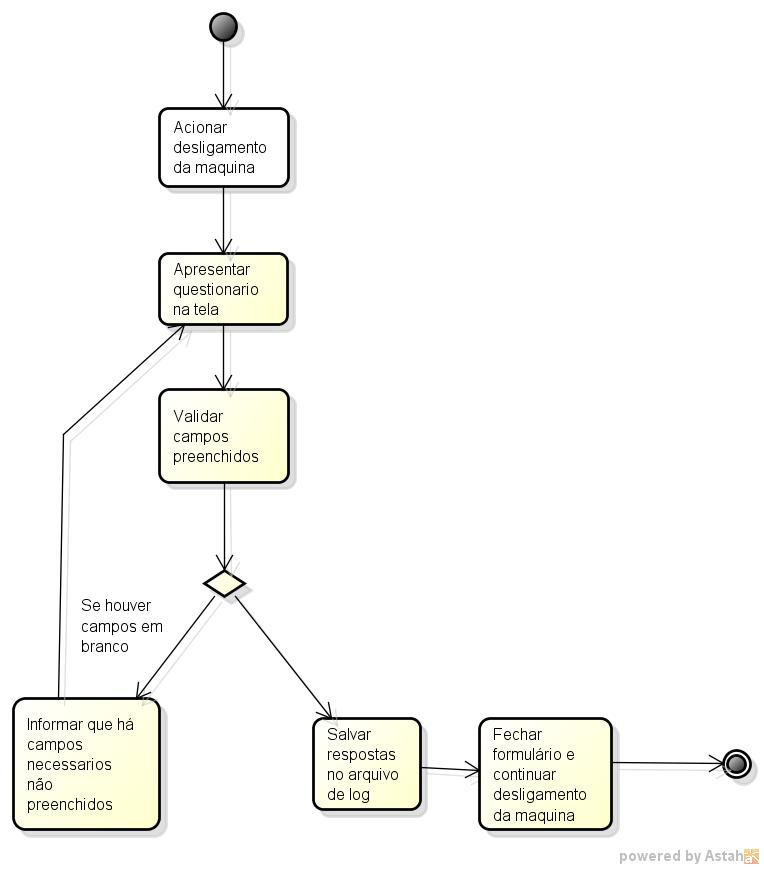 Acionar
desligamento
da maquina
Apresentar
questionario
na tela
Validar
campos
preenchidos
Se houver
campos em
branco
Informar que há
campos
necessarios
não
preenchidos
Salvar
respostas
no arquivo
de log
Fechar
formulário e
continuar
desligamento
da maquina
powered by Astah